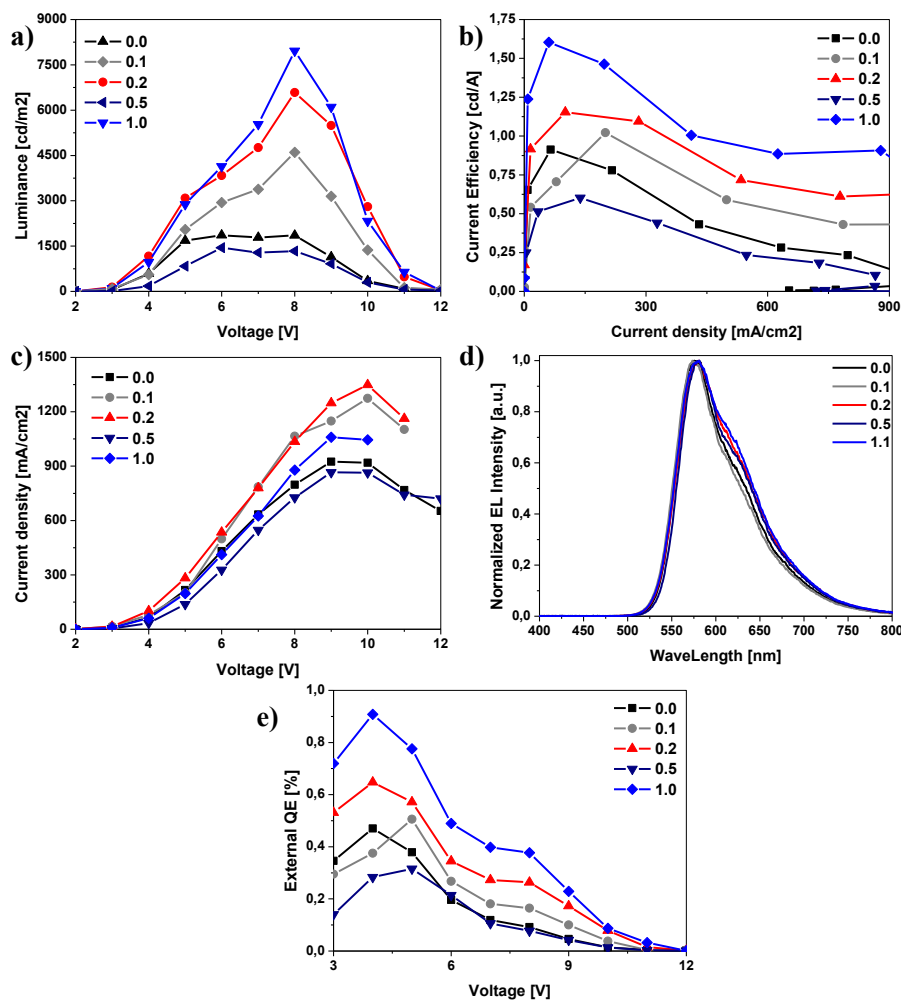 a)
Luminance [cd/m2]
9000
7500
6000
4500
3000
1500
0
2 4 6 8 10 12
Voltage [V]
0.0
0.1
0.2
0.5
1.0
b)
Current Efficiency [cd/A]
1,75
1,50
1,25
1,00
0,75
0,50
0,25
0,00
0 300 600 900
Current density [mA/cm2]
0.0
0.1
0.2
0.5
1.0
c)
Current density [mA/cm2]
1500
1200
900
600
300
0
2 4 6 8 10 12
Voltage [V]
0.0
0.1
0.2
0.5
1.0
d)
Normalized EL Intensity [a.u.]
1,0
0,8
0,6
0,4
0,2
0,0
400 450 500 550 600 650 700 750 800
WaveLength [nm]
0.0
0.1
0.2
0.5
1.1
e)
External QE [%]
1,0
0,8
0,6
0,4
0,2
0,0
3 6 9 12
Voltage [V]
0.0
0.1
0.2
0.5
1.0